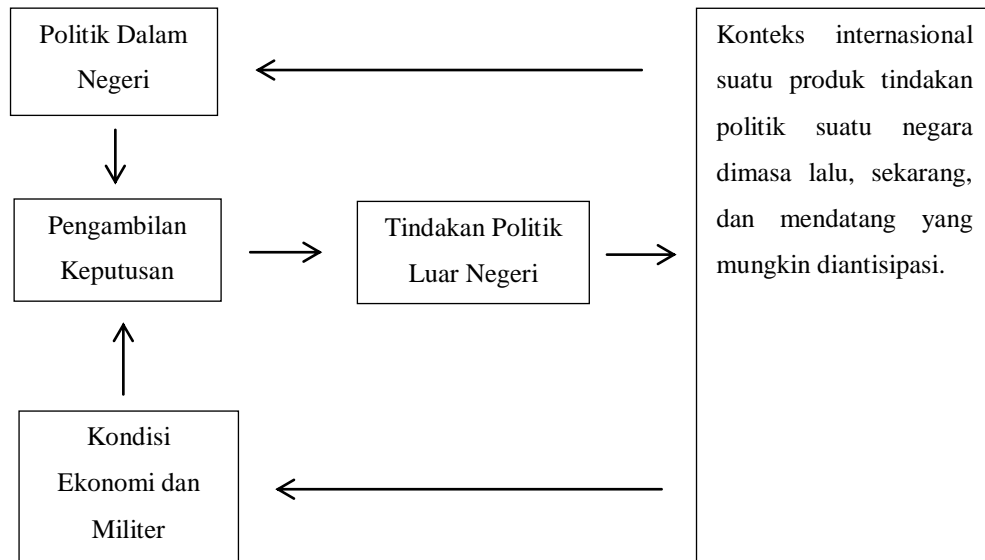 Politik Dalam
Negeri
Konteks internasional
suatu produk tindakan
politik suatu negara
dimasa lalu, sekarang,
dan mendatang yang
mungkin diantisipasi.
Pengambilan
Keputusan
Tindakan Politik
Luar Negeri
Kondisi
Ekonomi dan
Militer